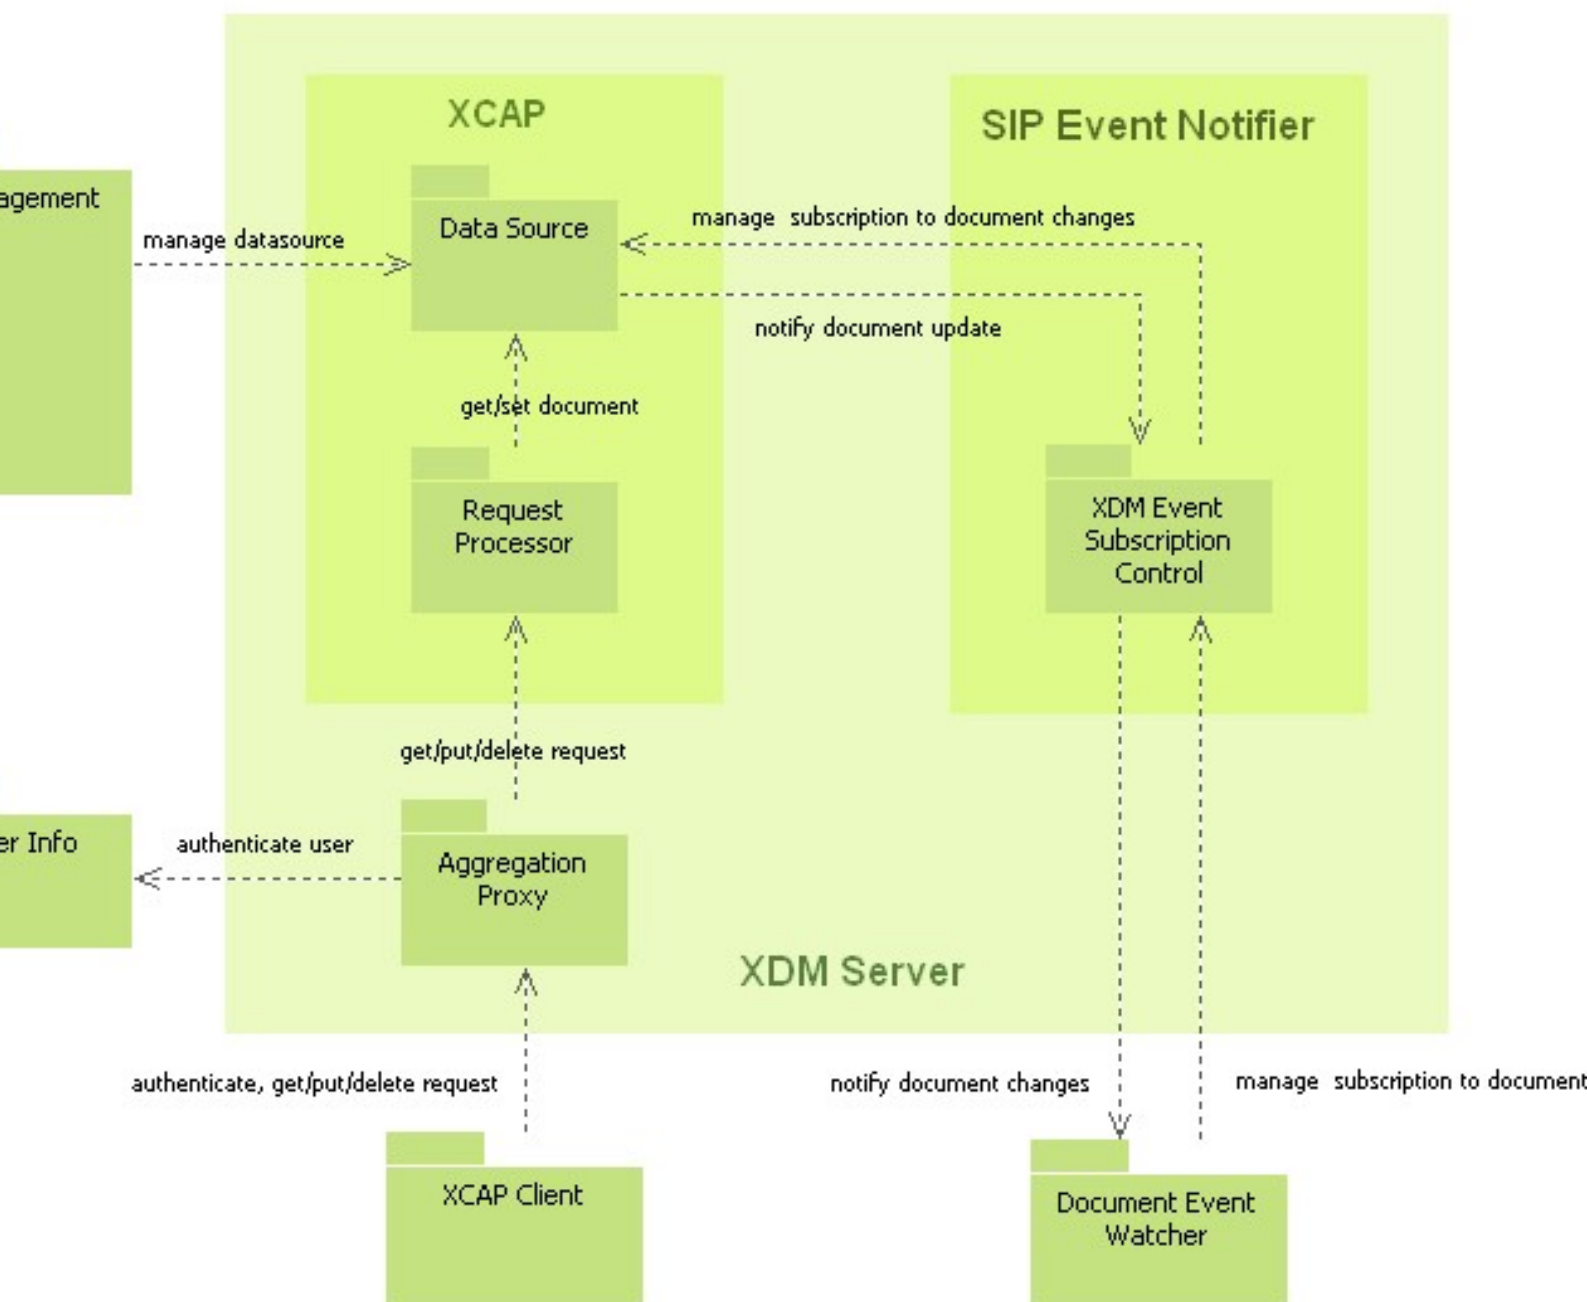 XCAP
SIP Event Notifier
agement
manage datasource
Data Source
manage  subscription to document changes
notify document update
get/set document
Request
Processor
XDM Event
Subscription
Control
get/put/delete request
er Info
authenticate user
Aggregation
Proxy
XDM Server
authenticate, get/put/delete request
notify document changes
manage  subscription to document
XCAP Client
Document Event
Watcher